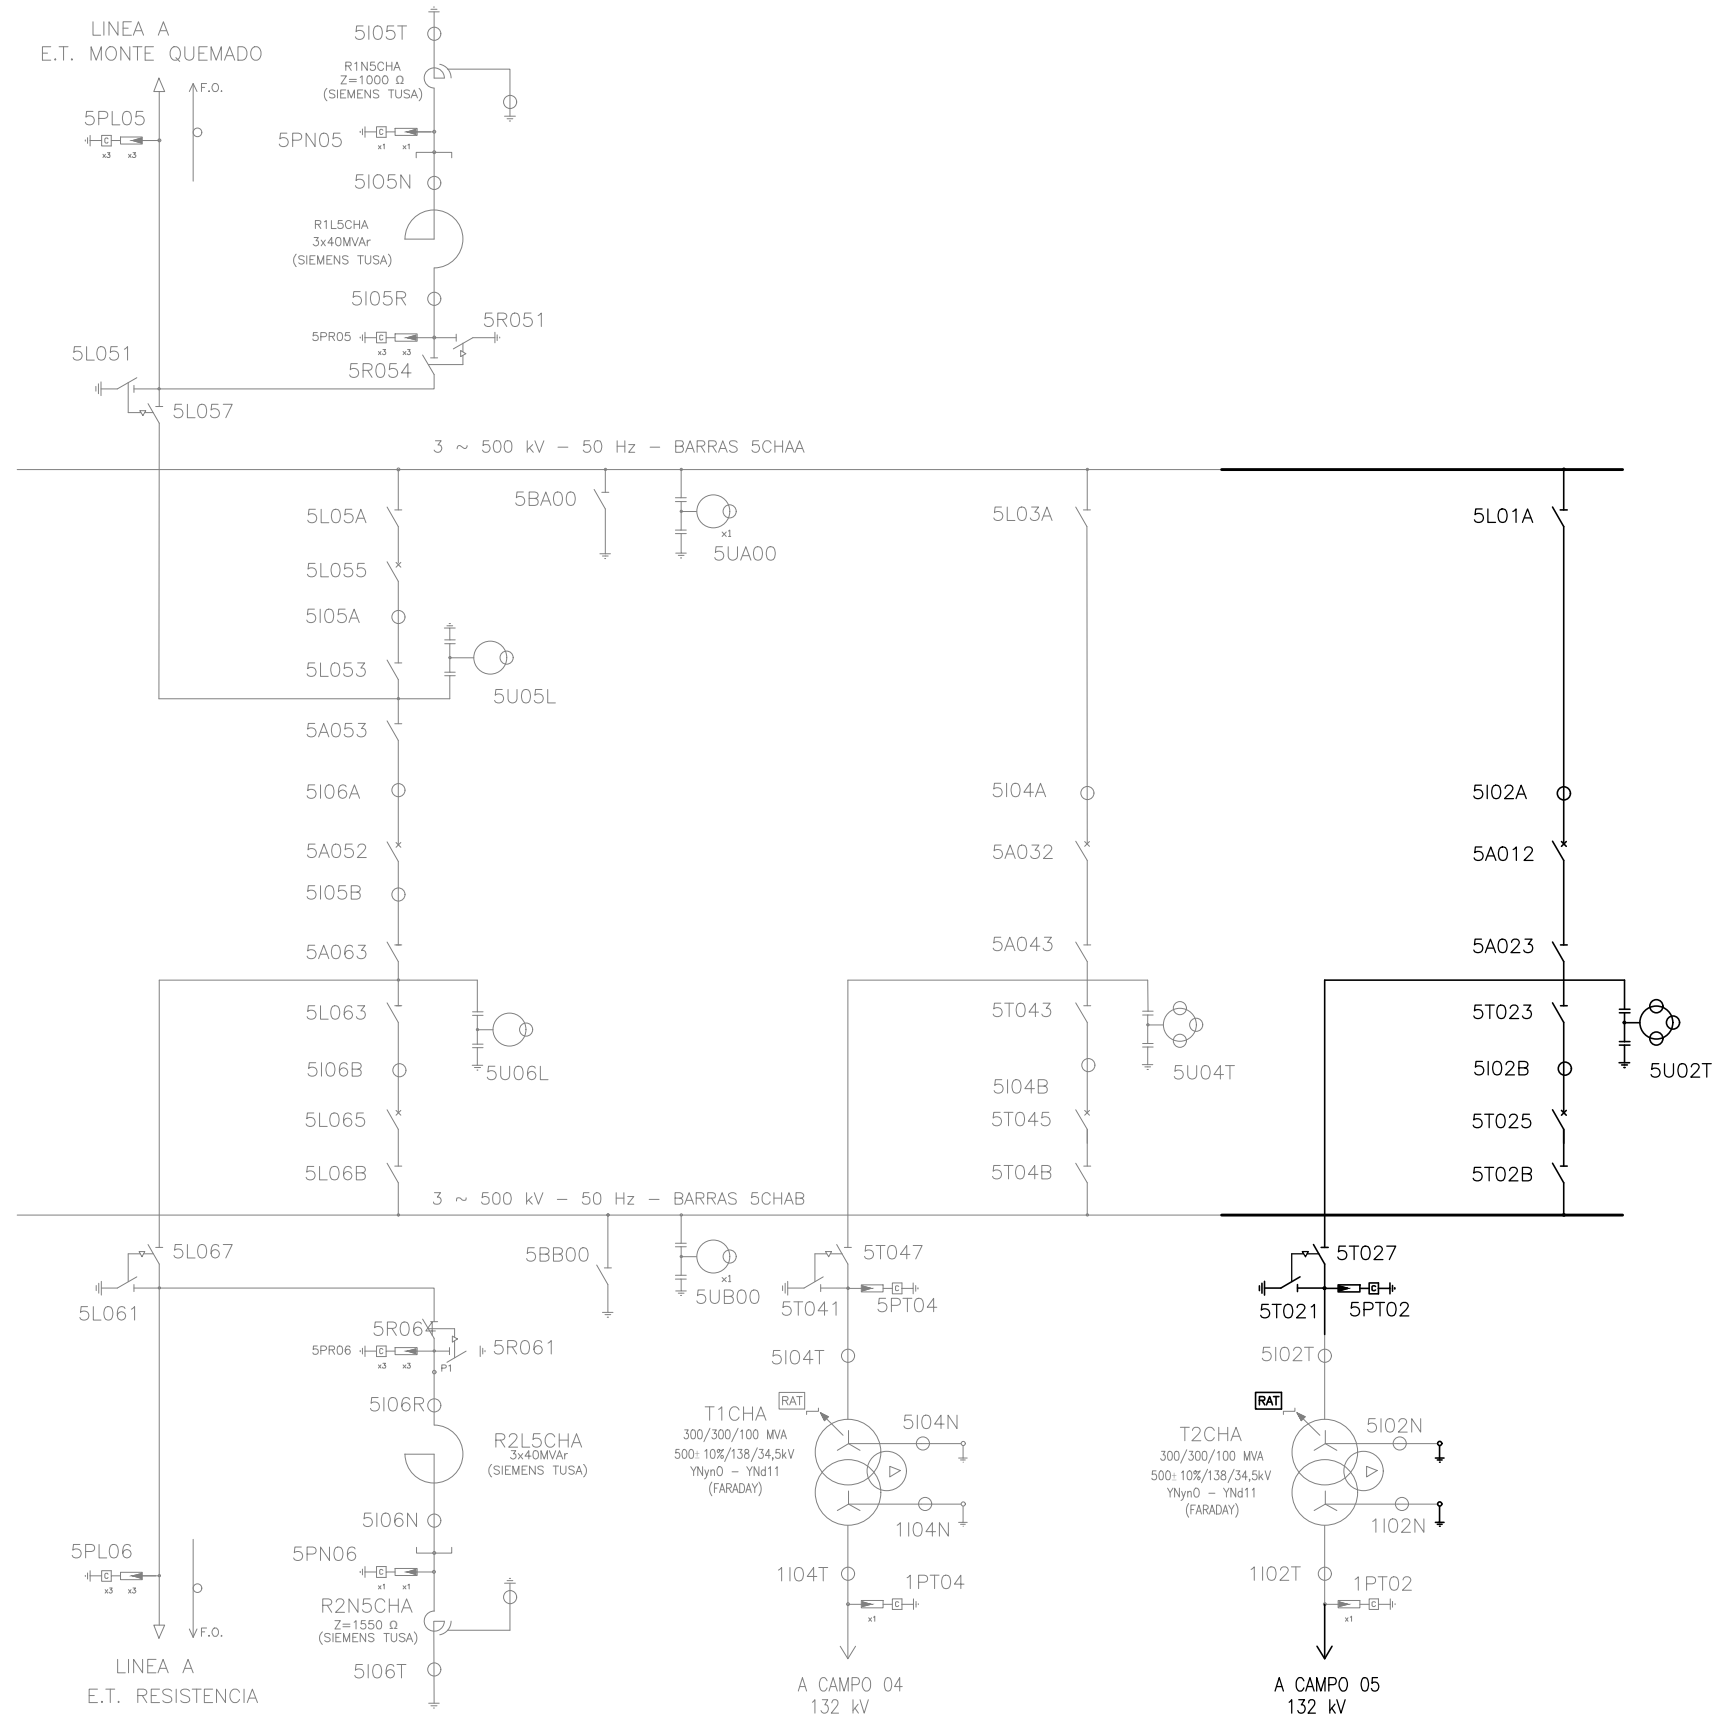 LINEA A
E.T. MONTE QUEMADO
F.O.
5PL05
C
x3 x3
5I05T
R1N5CHA
Z=1000 Ω
(SIEMENS TUSA)
5PN05
C
x1 x1
5I05N
R1L5CHA
3x40MVAr
(SIEMENS TUSA)
5I05R
5PR05
C
x3 x3
5R051
5R054
5L051
5L057
3 ~ 500 kV - 50 Hz - BARRAS 5CHAA
5L05A
5BA00
x1
5UA00
5L03A
5L01A
5L055
5I05A
5L053
5U05L
5A053
5I06A
5I04A
5I02A
5A052
5A032
5A012
5I05B
5A063
5A043
5A023
5L063
5T043
5T023
5I06B
5U06L
5I04B
5U04T
5I02B
5U02T
5L065
5T045
5T025
5L06B
5T04B
5T02B
3 ~ 500 kV - 50 Hz - BARRAS 5CHAB
5L067
5BB00
x1
5UB00
5T047
5T027
5L061
5T041
C
5PT04
5T021
C
5PT02
5R064
5PR06
C
x3 x3
P1
5R061
5I04T
5I02T
5I06R
RAT
T1CHA
300/300/100 MVA
500±10%/138/34,5kV
YNyn0 - YNd11
(FARADAY)
5I04N
RAT
T2CHA
300/300/100 MVA
500±10%/138/34,5kV
YNyn0 - YNd11
(FARADAY)
5I02N
R2L5CHA
3x40MVAr
(SIEMENS TUSA)
5I06N
1I04N
1I02N
5PL06
C
x3 x3
5PN06
C
x1 x1
1I04T
1PT04
C
x1
1I02T
1PT02
C
x1
R2N5CHA
Z=1550 Ω
(SIEMENS TUSA)
F.O.
5I06T
LINEA A
E.T. RESISTENCIA
A CAMPO 04
132 kV
A CAMPO 05
132 kV